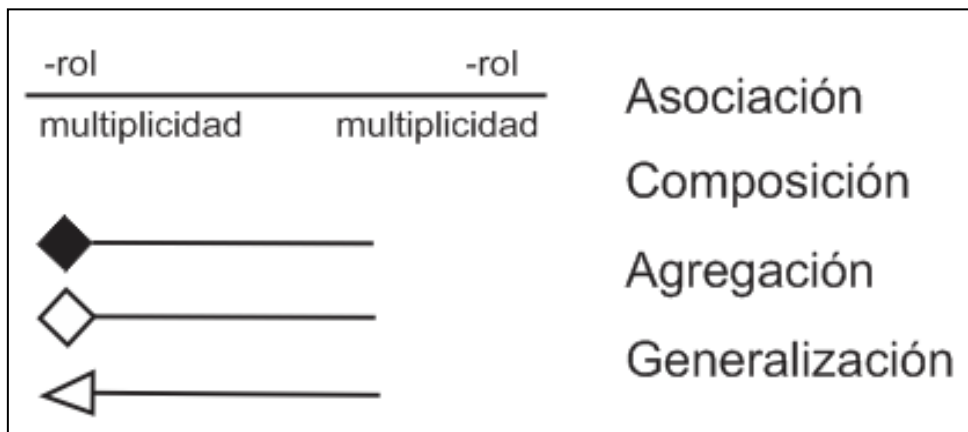 -rol -rol
multiplicidad multiplicidad
Asociación
Composición
Agregación
Generalización